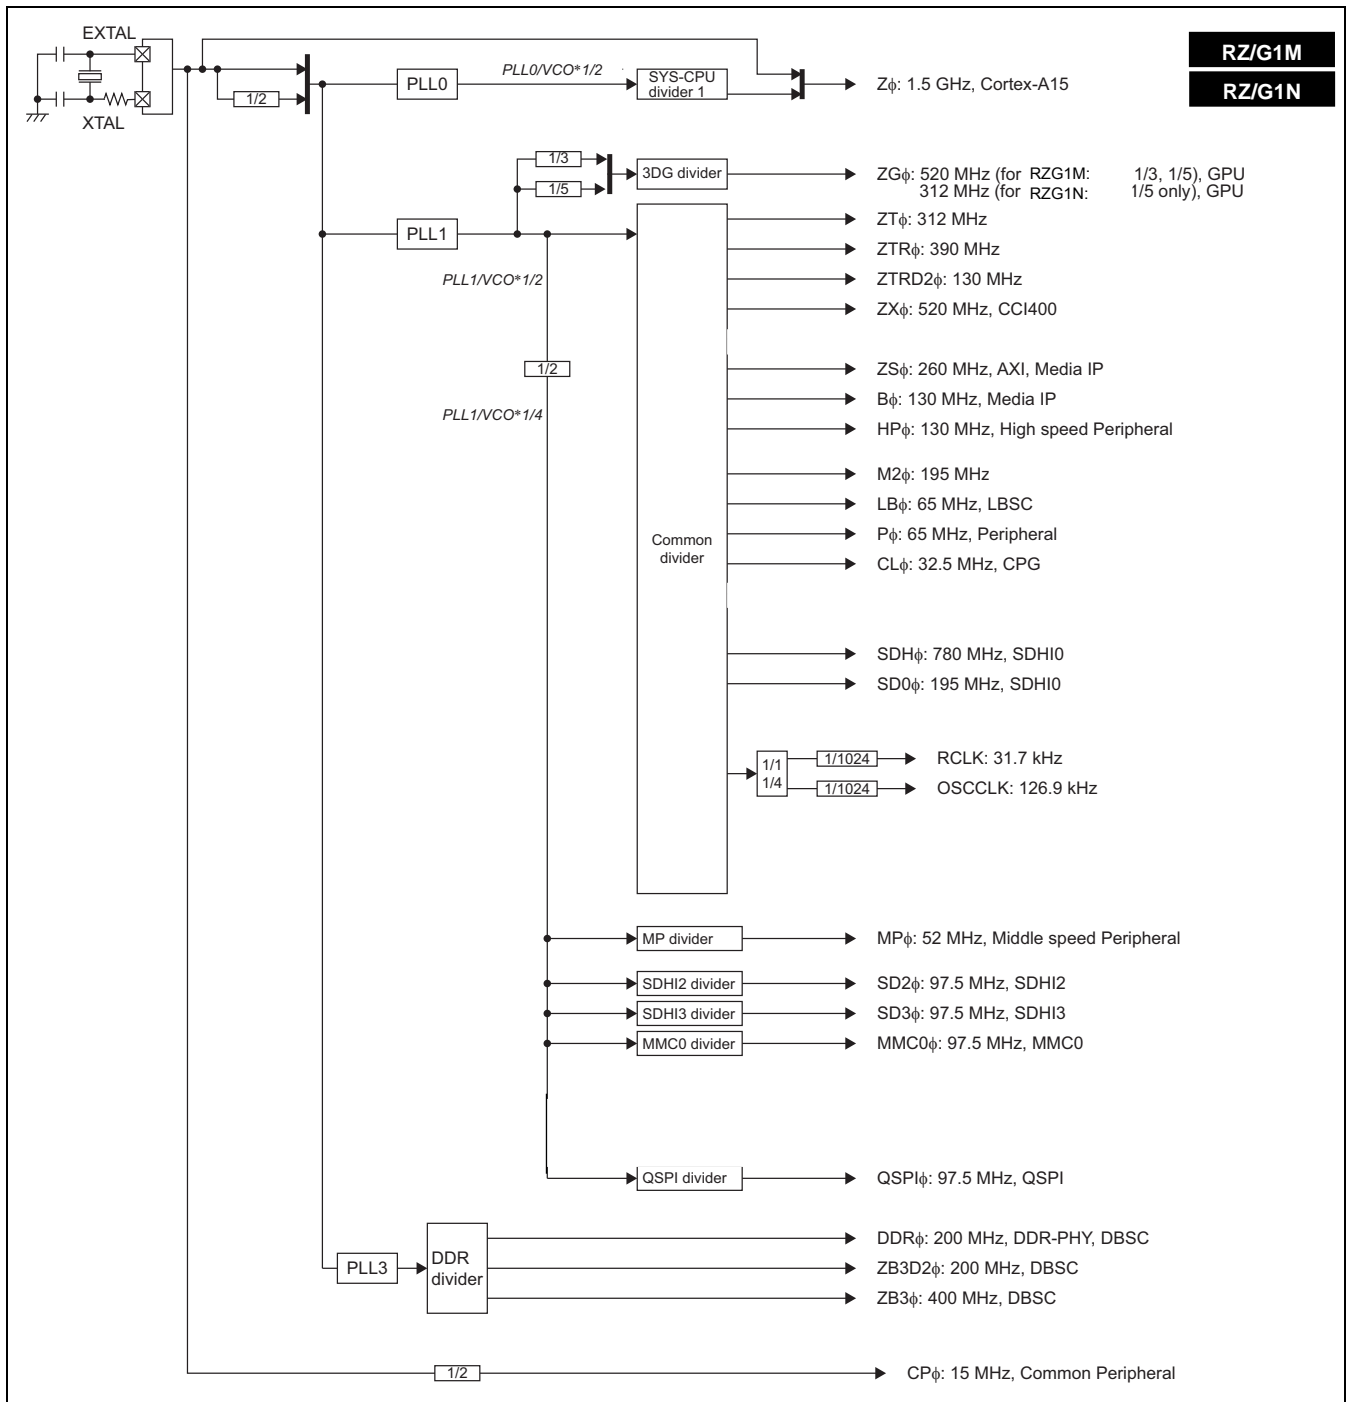 EXTAL
XTAL
1/2
PLL0
PLL0/VCO*1/2
SYS-CPU
divider 1
Zϕ: 1.5 GHz, Cortex-A15
RZ/G1M
RZ/G1N
1/3
1/5
3DG divider
ZGϕ: 520 MHz (for RZG1M: 1/3, 1/5), GPU
312 MHz (for RZG1N: 1/5 only), GPU
PLL1
PLL1/VCO*1/2
1/2
PLL1/VCO*1/4
Common
divider
ZTϕ: 312 MHz
ZTRϕ: 390 MHz
ZTRD2ϕ: 130 MHz
ZXϕ: 520 MHz, CCI400
ZSϕ: 260 MHz, AXI, Media IP
Bϕ: 130 MHz, Media IP
HPϕ: 130 MHz, High speed Peripheral
M2ϕ: 195 MHz
LBϕ: 65 MHz, LBSC
Pϕ: 65 MHz, Peripheral
CLϕ: 32.5 MHz, CPG
SDHϕ: 780 MHz, SDHI0
SD0ϕ: 195 MHz, SDHI0
1/1
1/4
1/1024
RCLK: 31.7 kHz
1/1024
OSCCLK: 126.9 kHz
MP divider
MPϕ: 52 MHz, Middle speed Peripheral
SDHI2 divider
SD2ϕ: 97.5 MHz, SDHI2
SDHI3 divider
SD3ϕ: 97.5 MHz, SDHI3
MMC0 divider
MMC0ϕ: 97.5 MHz, MMC0
QSPI divider
QSPIϕ: 97.5 MHz, QSPI
PLL3
DDR
divider
DDRϕ: 200 MHz, DDR-PHY, DBSC
ZB3D2ϕ: 200 MHz, DBSC
ZB3ϕ: 400 MHz, DBSC
1/2
CPϕ: 15 MHz, Common Peripheral